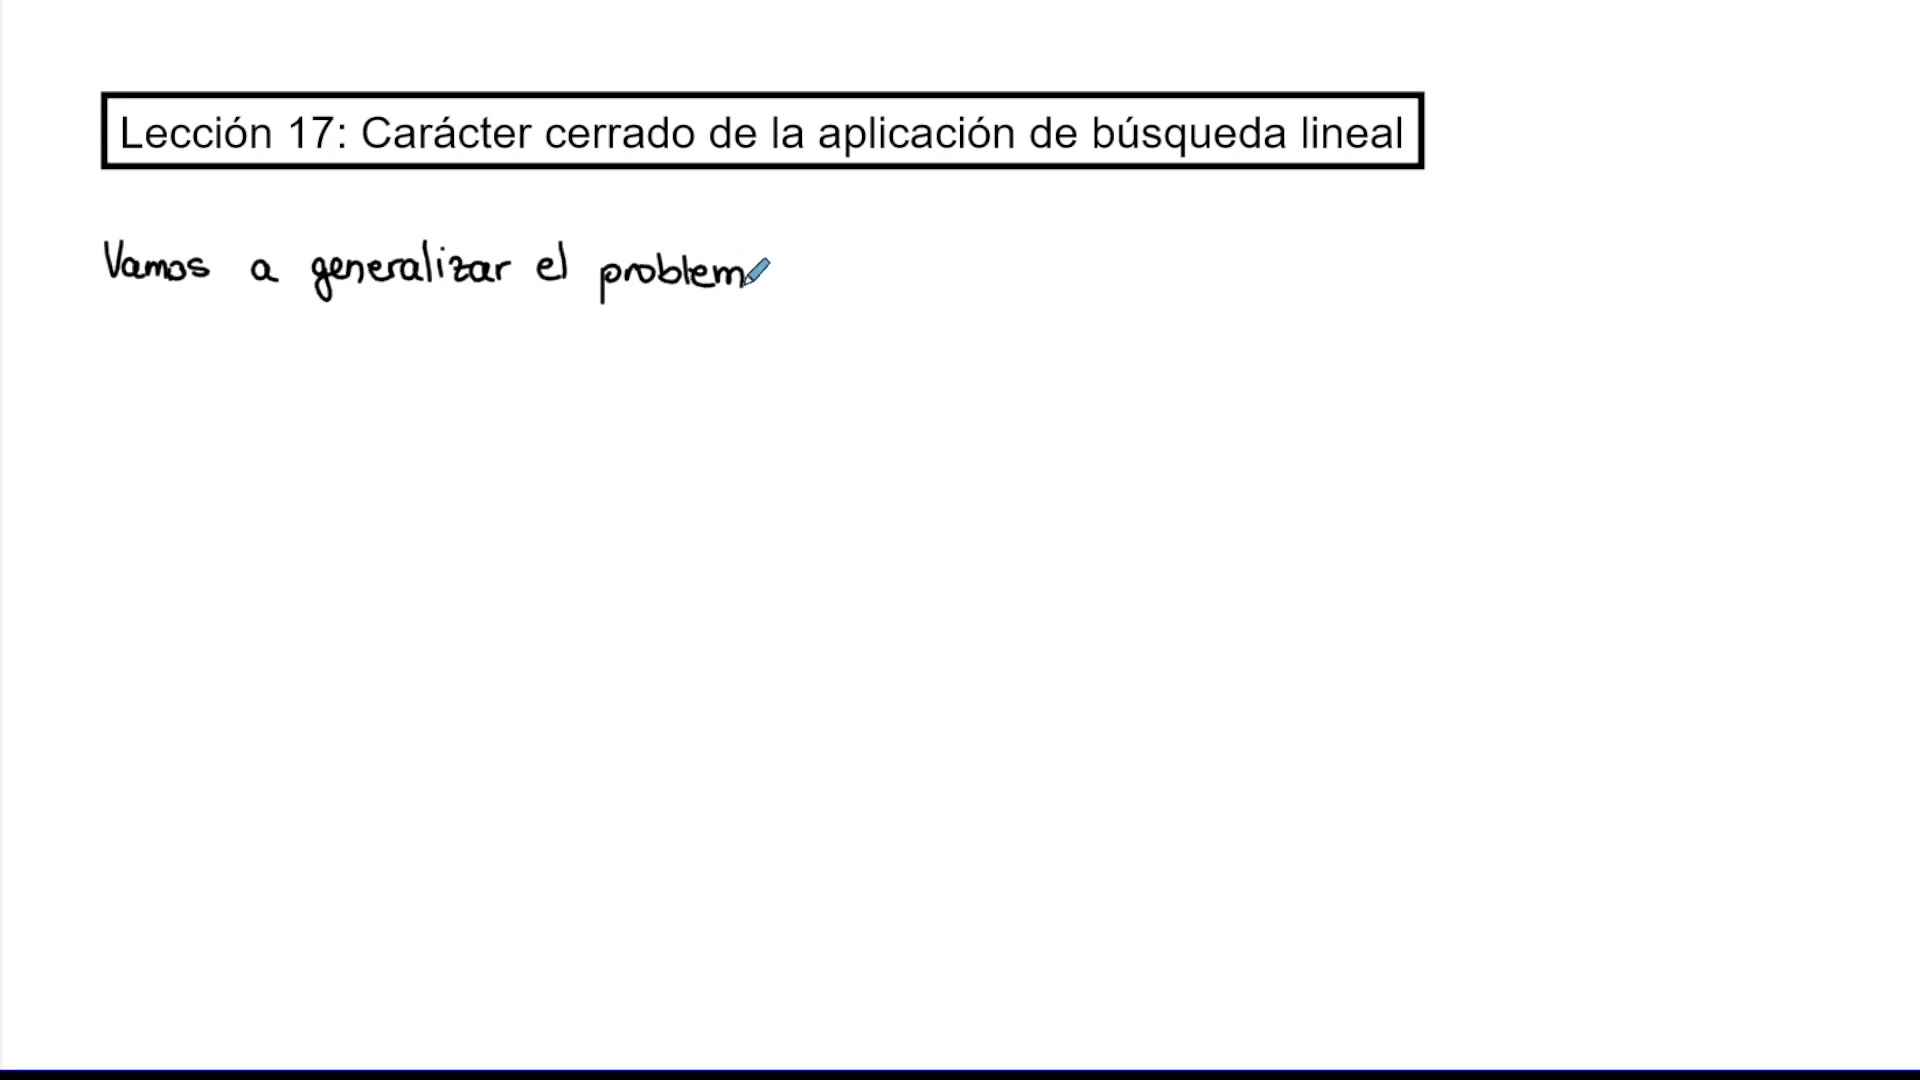 Lección 17: Carácter cerrado de la aplicación de búsqueda lineal
Vamos a generalizar el problem